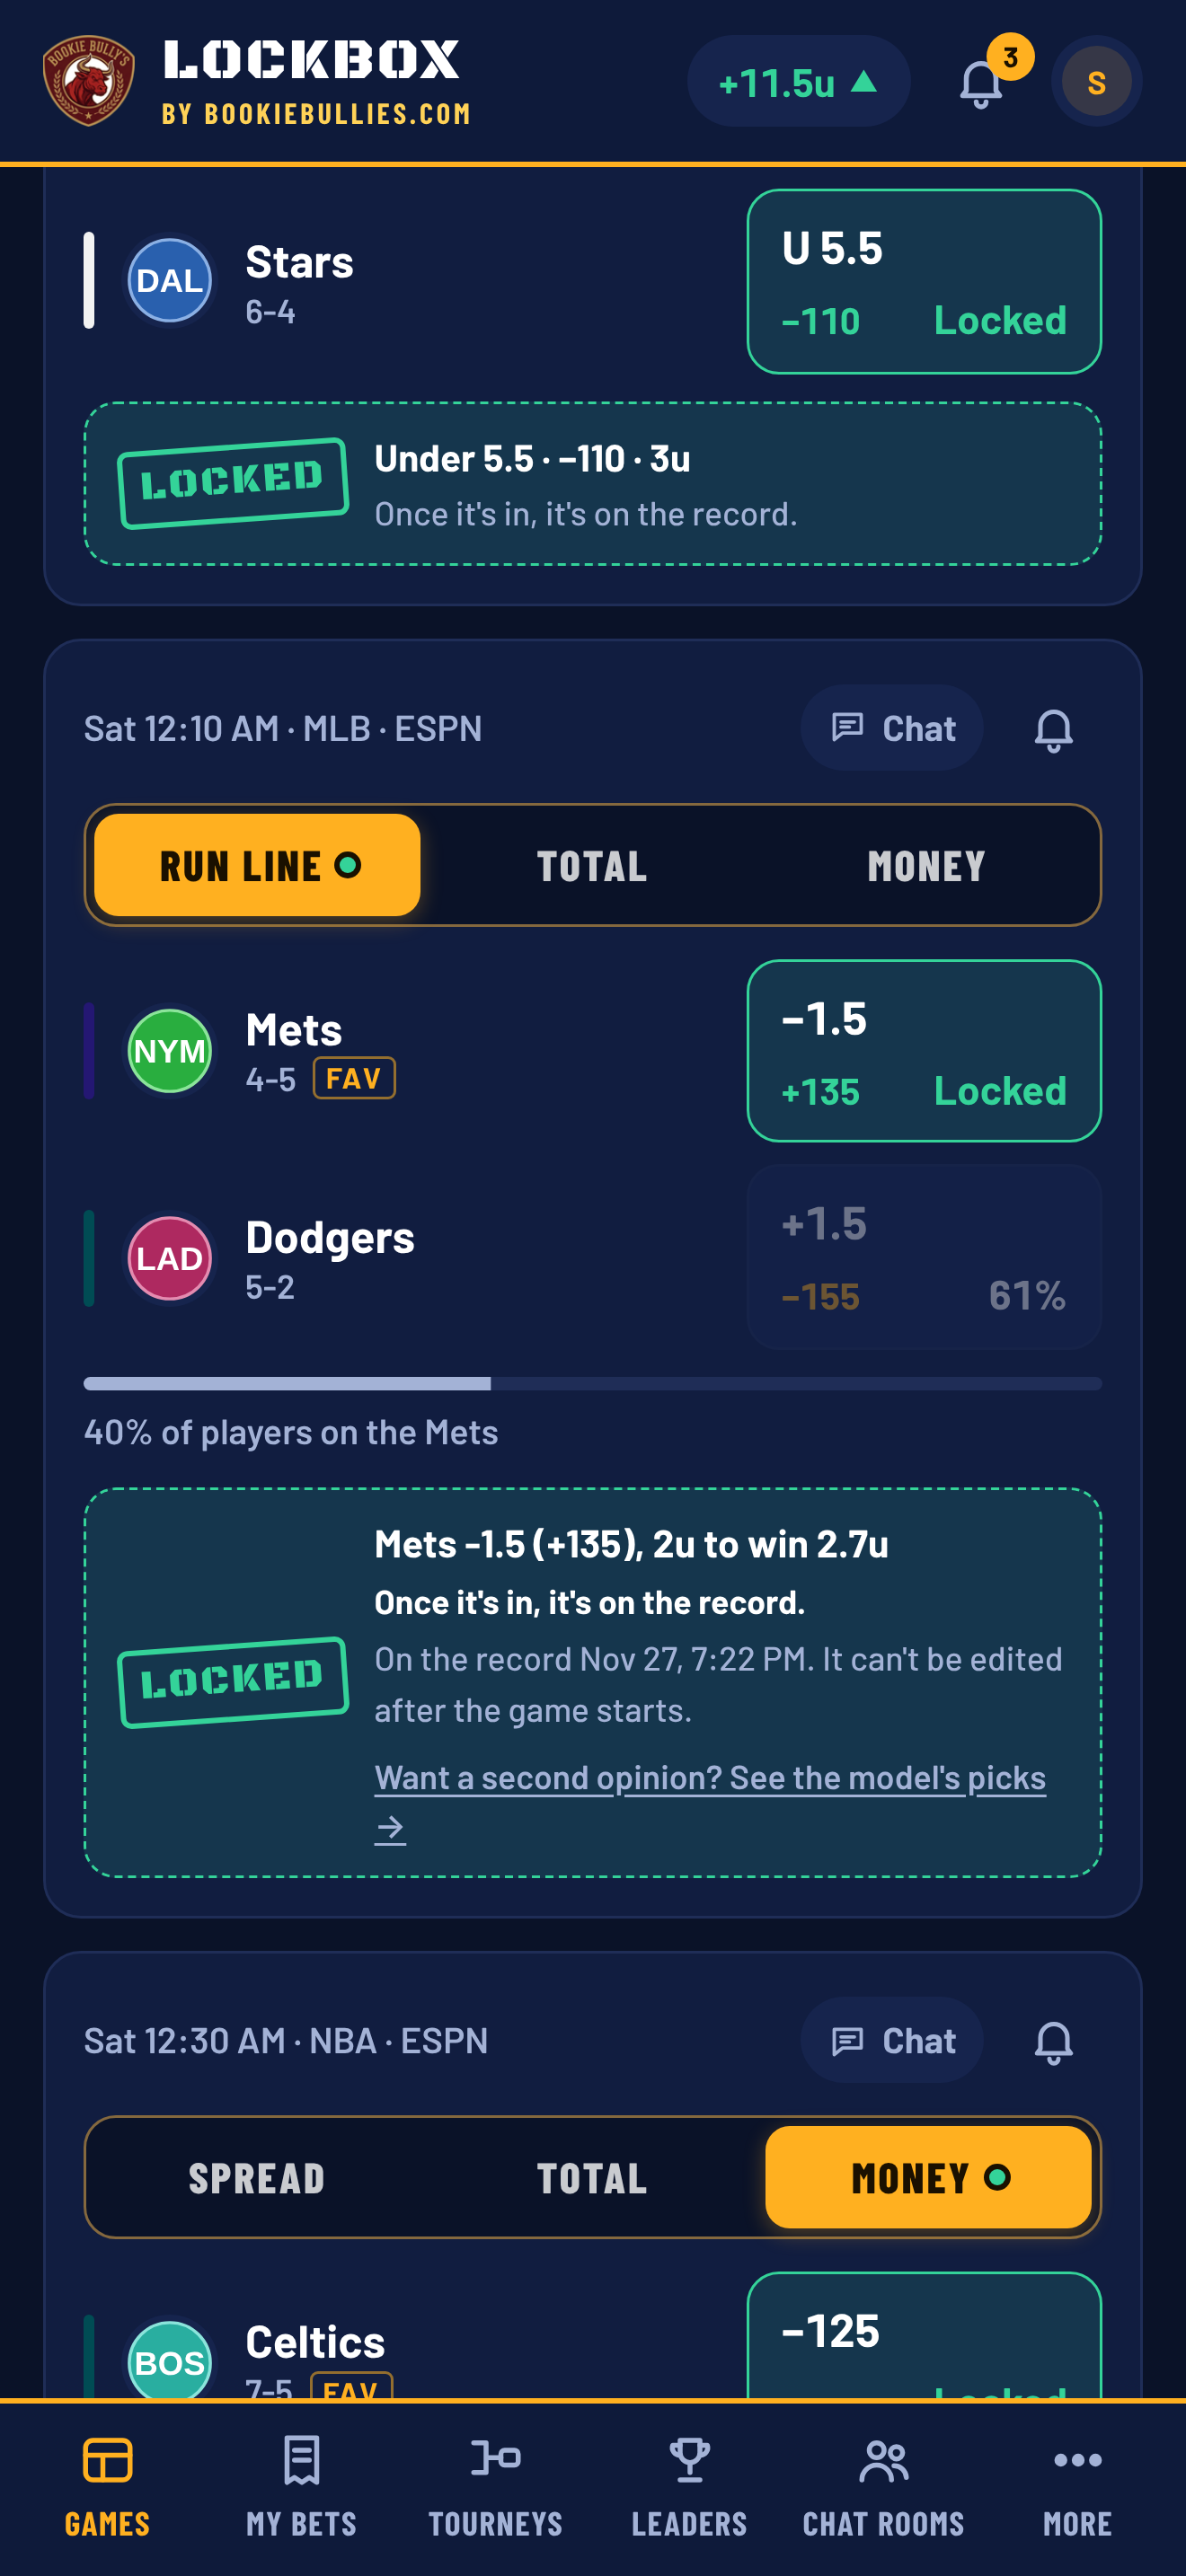 BOOKIE BULLY'S
LOCKBOX
BY BOOKIEBULLIES.COM
+11.5u
3
S
DAL
Stars
6-4
U 5.5
−110 Locked
LOCKED
Under 5.5 · −110 · 3u
Once it's in, it's on the record.
Sat 12:10 AM · MLB · ESPN
Chat
RUN LINE
TOTAL
MONEY
NYM
Mets
4-5 FAV
−1.5
+135 Locked
LAD
Dodgers
5-2
+1.5
−155 61%
40% of players on the Mets
LOCKED
Mets -1.5 (+135), 2u to win 2.7u
Once it's in, it's on the record.
On the record Nov 27, 7:22 PM. It can't be edited
after the game starts.
Want a second opinion? See the model's picks
→
Sat 12:30 AM · NBA · ESPN
Chat
SPREAD
TOTAL
MONEY
BOS
Celtics
7-5 FAV
−125
Locked
GAMES
MY BETS
TOURNEYS
LEADERS
CHAT ROOMS
MORE